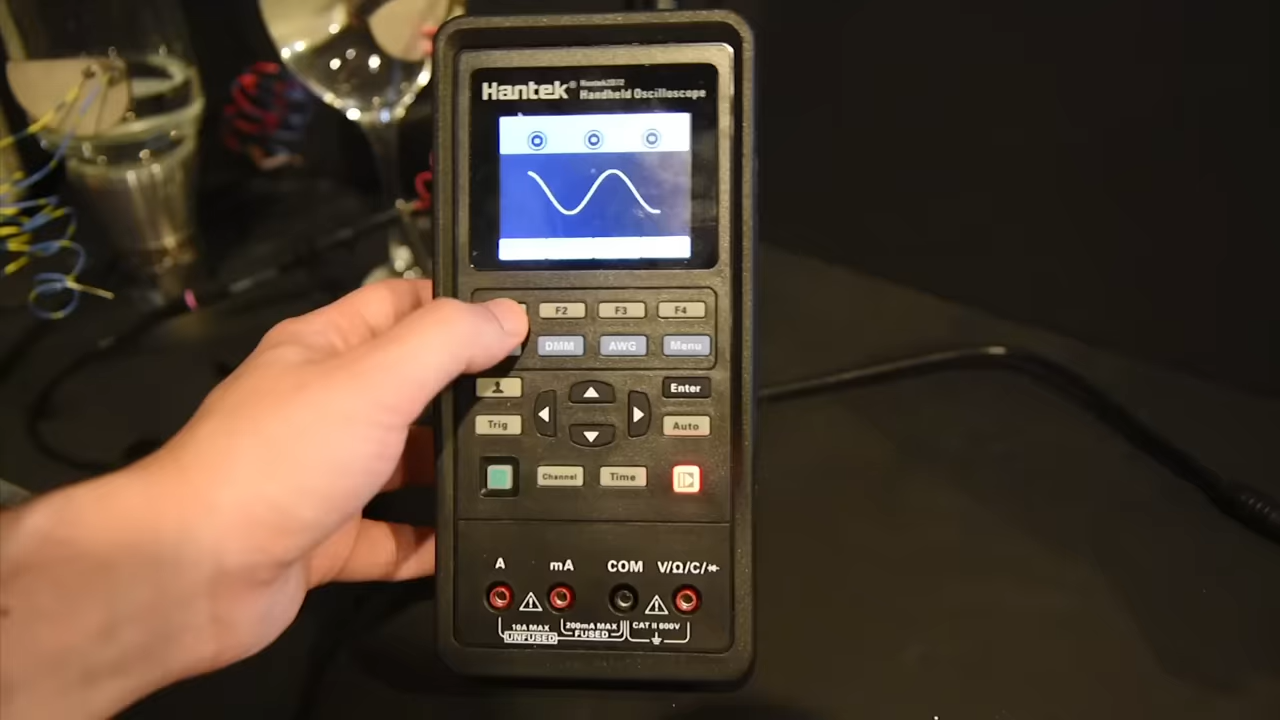 Hantek®
Handheld Oscilloscope
F2 F3 F4
DMM AWG Menu
Enter
Trig Auto
Channel Time
A mA COM V/Ω/C/
10A MAX 200mA MAX CAT II 600V
UNFUSED FUSED